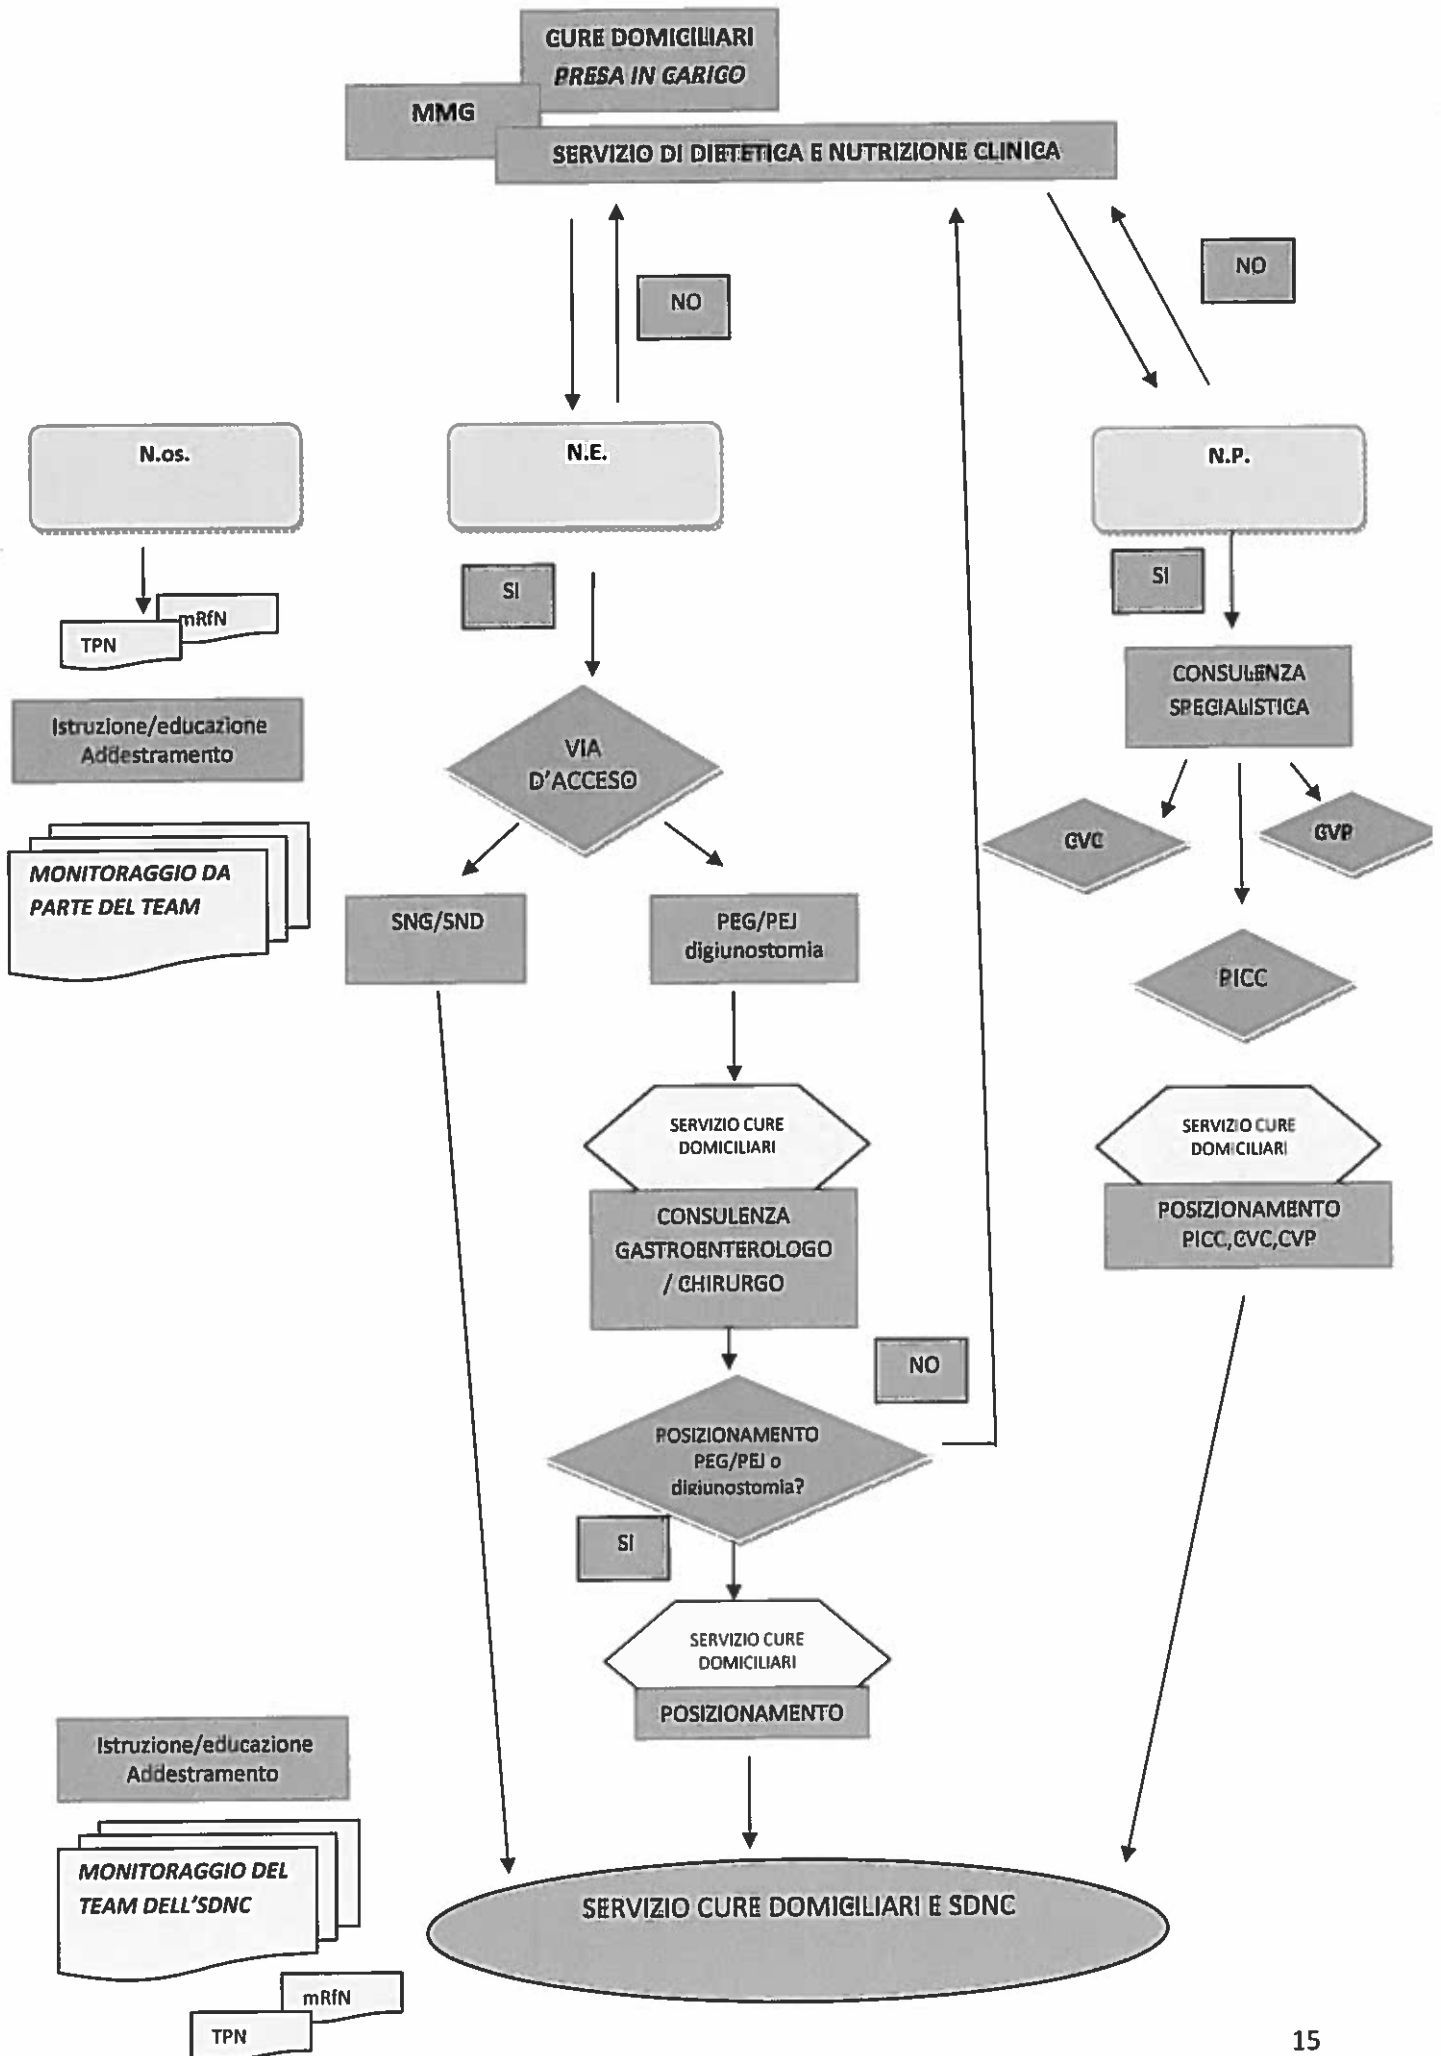 CURE DOMICILIARI
PRESA IN CARICO
MMG
SERVIZIO DI DIETETICA E NUTRIZIONE CLINICA
NO
NO
N.os.
N.E.
N.P.
SI
SI
mRfN
TPN
CONSULENZA
SPECIALISTICA
Istruzione/educazione
Addestramento
VIA
D'ACCESO
CVC
CVP
MONITORAGGIO DA
PARTE DEL TEAM
SNG/SND
PEG/PEJ
digiunostomia
PICC
SERVIZIO CURE
DOMICILIARI
SERVIZIO CURE
DOMICILIARI
CONSULENZA
GASTROENTEROLOGO
/ CHIRURGO
POSIZIONAMENTO
PICC,CVC,CVP
NO
POSIZIONAMENTO
PEG/PEJ o
digiunostomia?
SI
SERVIZIO CURE
DOMICILIARI
POSIZIONAMENTO
Istruzione/educazione
Addestramento
MONITORAGGIO DEL
TEAM DELL'SDNC
SERVIZIO CURE DOMICILIARI E SDNC
mRfN
TPN
15